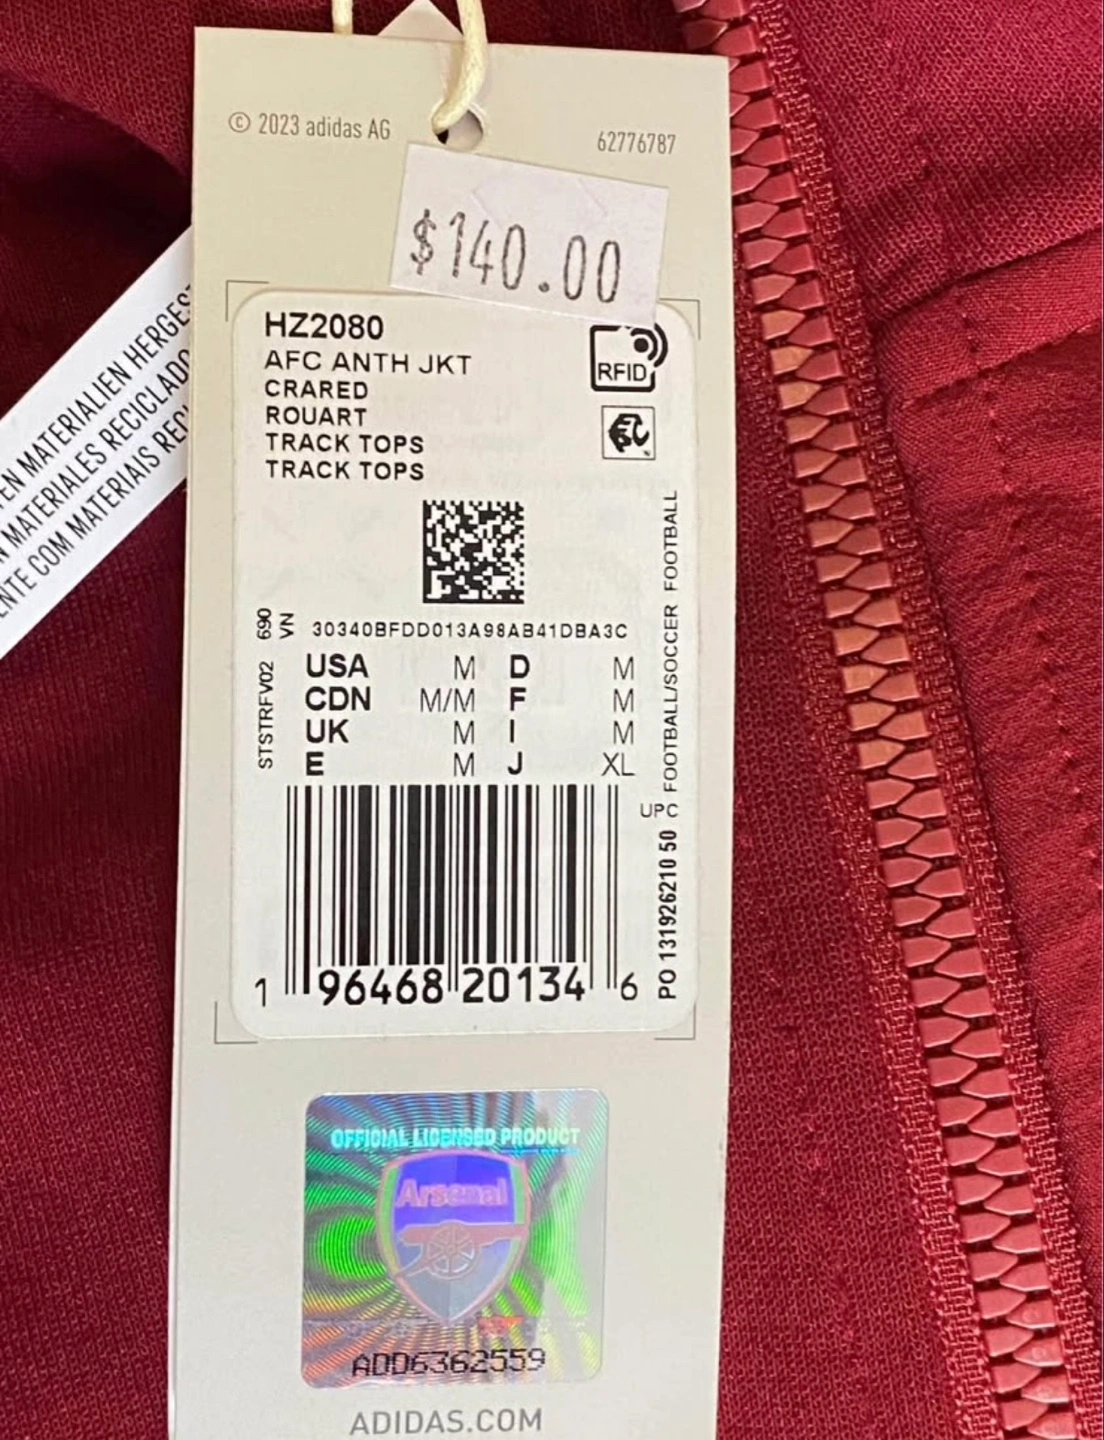 © 2023 adidas AG
62776787
$140.00
HZ2080
AFC ANTH JKT
CRARED
ROUART
TRACK TOPS
TRACK TOPS
RFID
30340BFDD013A98AB41DBA3C
690
VN
STSTRFV02
USA M D M
CDN M/M F M
UK M I M
E M J XL
FOOTBALL/SOCCER FOOTBALL
UPC
PO 131926210 50
1 96468 20134 6
OFFICIAL LICENSED PRODUCT
Arsenal
ADD6362559
ADIDAS.COM
EN MATERIALIEN HERGEST
MATERIALES RECICLADO
ENTE COM MATERIAIS REC